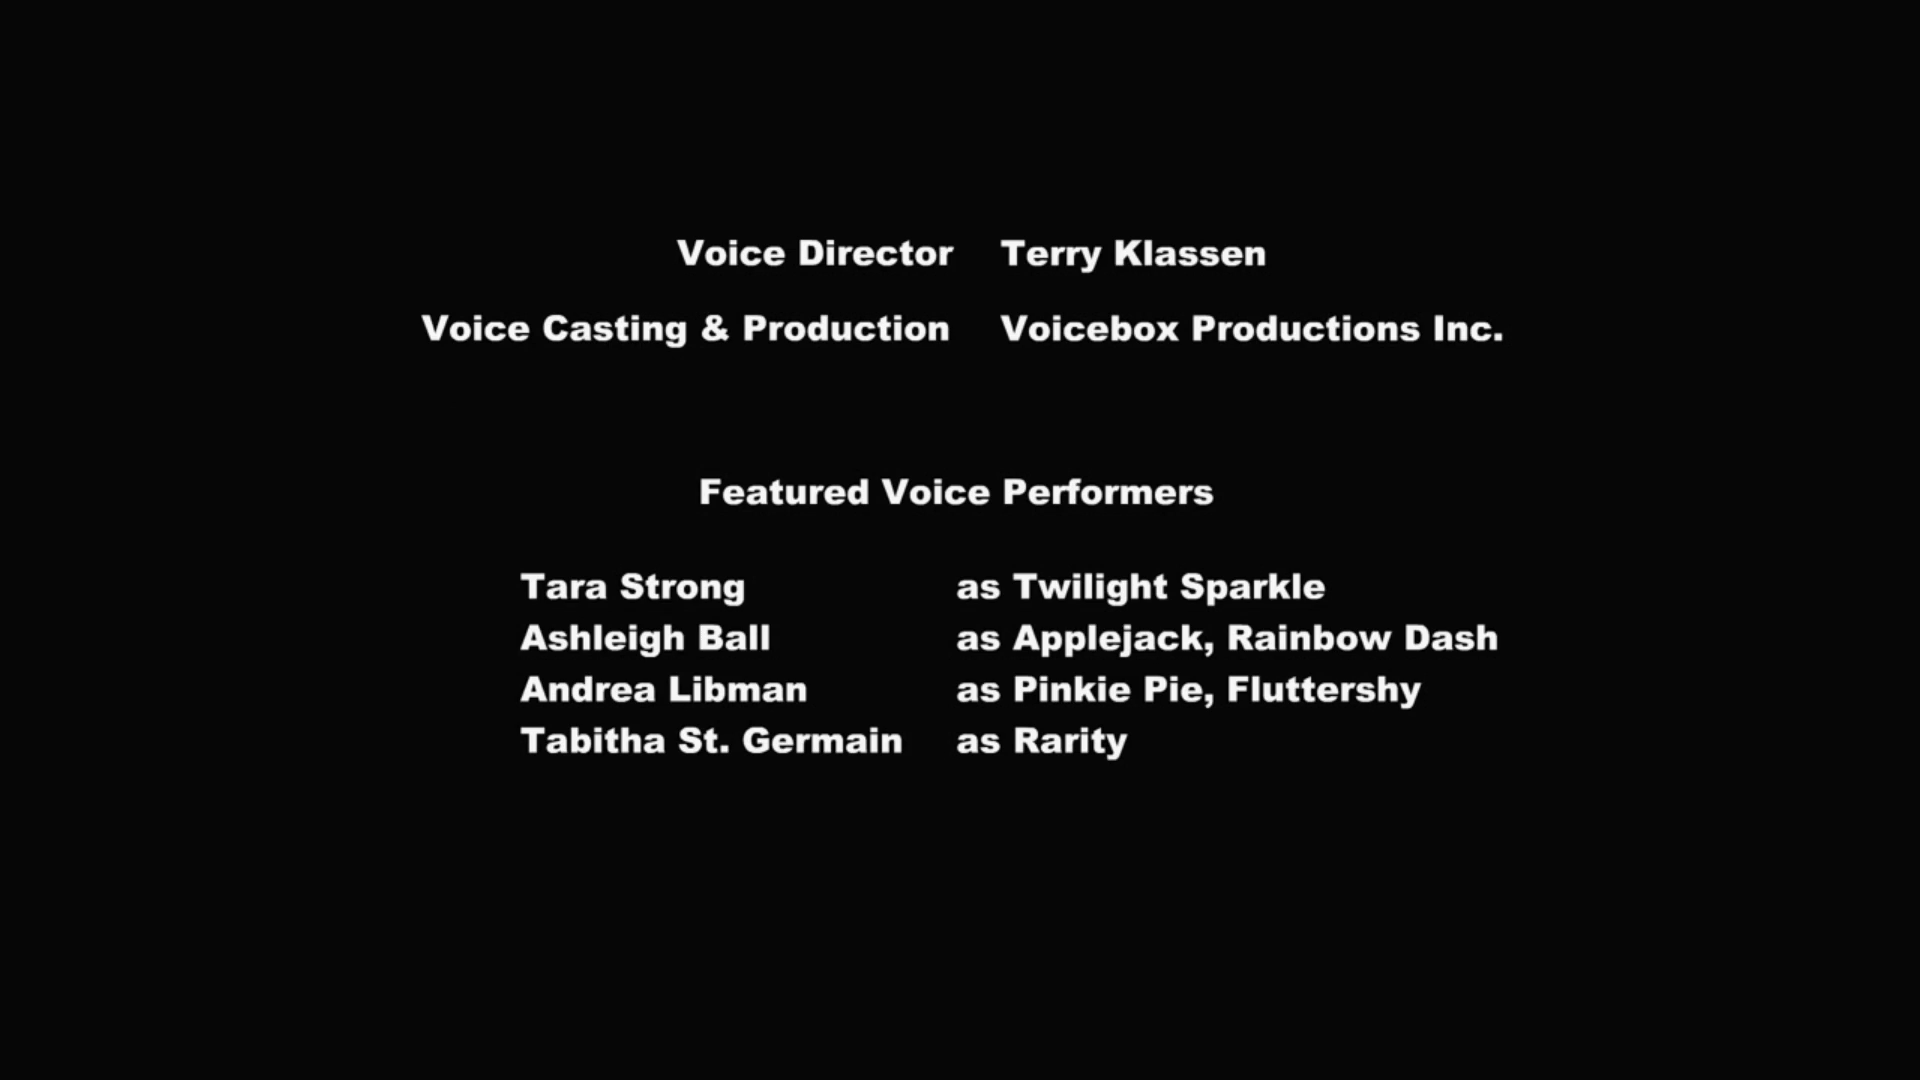 Voice Director Terry Klassen
Voice Casting & Production Voicebox Productions Inc.
Featured Voice Performers
Tara Strong as Twilight Sparkle
Ashleigh Ball as Applejack, Rainbow Dash
Andrea Libman as Pinkie Pie, Fluttershy
Tabitha St. Germain as Rarity